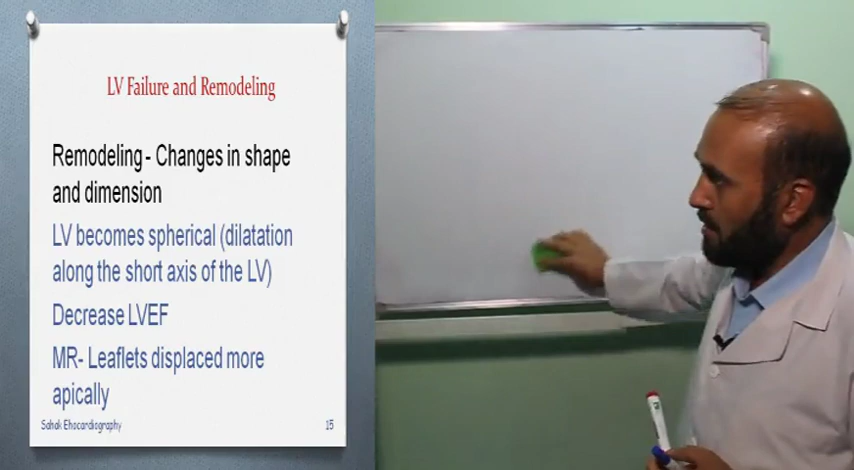 LV Failure and Remodeling
Remodeling - Changes in shape
and dimension
LV becomes spherical (dilatation
along the short axis of the LV)
Decrease LVEF
MR- Leaflets displaced more
apically
Sahak Ehocardiography 15